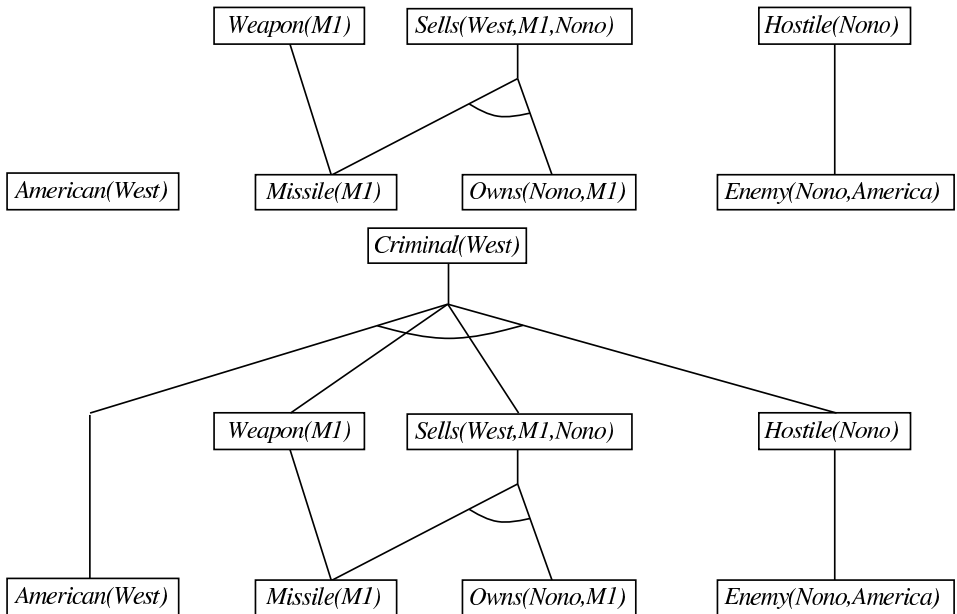 Weapon(M1)
Sells(West,M1,Nono)
Hostile(Nono)
American(West)
Missile(M1)
Owns(Nono,M1)
Enemy(Nono,America)
Criminal(West)
Weapon(M1)
Sells(West,M1,Nono)
Hostile(Nono)
American(West)
Missile(M1)
Owns(Nono,M1)
Enemy(Nono,America)